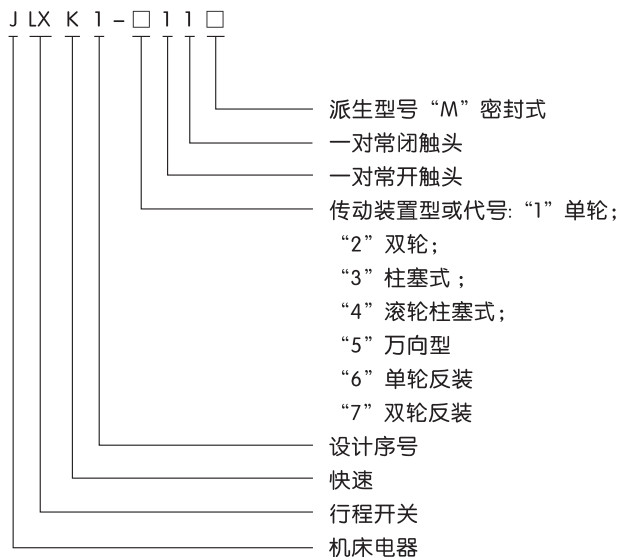 J LX K 1 – □ 1 1 □
派生型号“M”密封式
一对常闭触头
一对常开触头
传动装置型或代号:“1”单轮;
“2”双轮;
“3”柱塞式;
“4”滚轮柱塞式;
“5”万向型
“6”单轮反装
“7”双轮反装
设计序号
快速
行程开关
机床电器